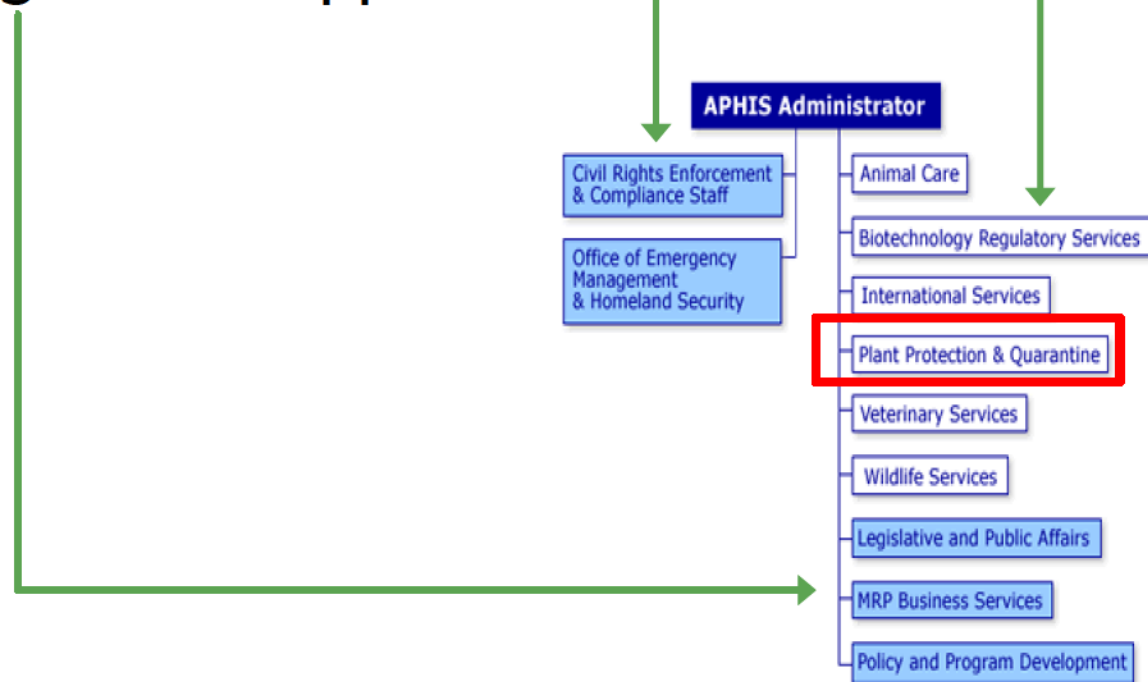 APHIS Administrator
Civil Rights Enforcement
& Compliance Staff
Office of Emergency
Management
& Homeland Security
Animal Care
Biotechnology Regulatory Services
International Services
Plant Protection & Quarantine
Veterinary Services
Wildlife Services
Legislative and Public Affairs
MRP Business Services
Policy and Program Development